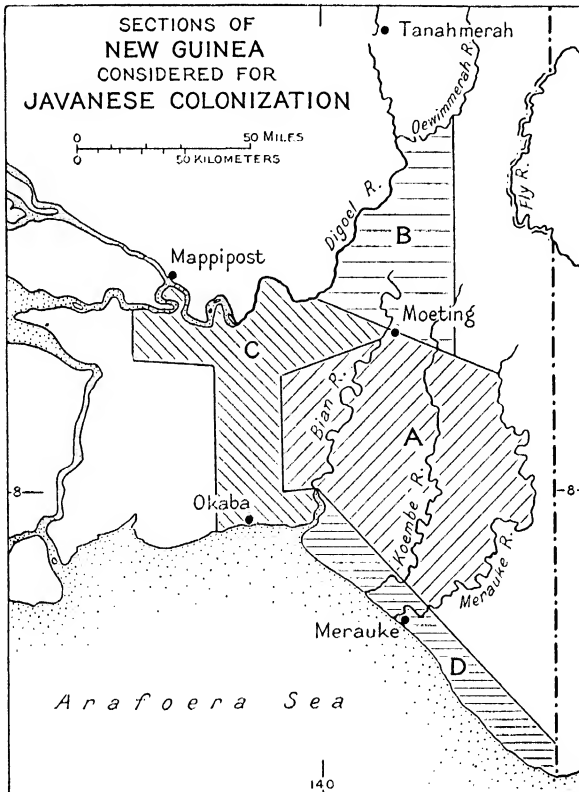 SECTIONS OF
NEW GUINEA
CONSIDERED FOR
JAVANESE COLONIZATION
0 50 MILES
0 50 KILOMETERS
Tanahmerah
Oewimmerah R.
Fly R.
Digoel R.
B
Mappipost
Moeting
C
Bian R.
A
8
8
Okaba
Koembe R.
Merauke R.
Merauke
D
Arafoera Sea
140